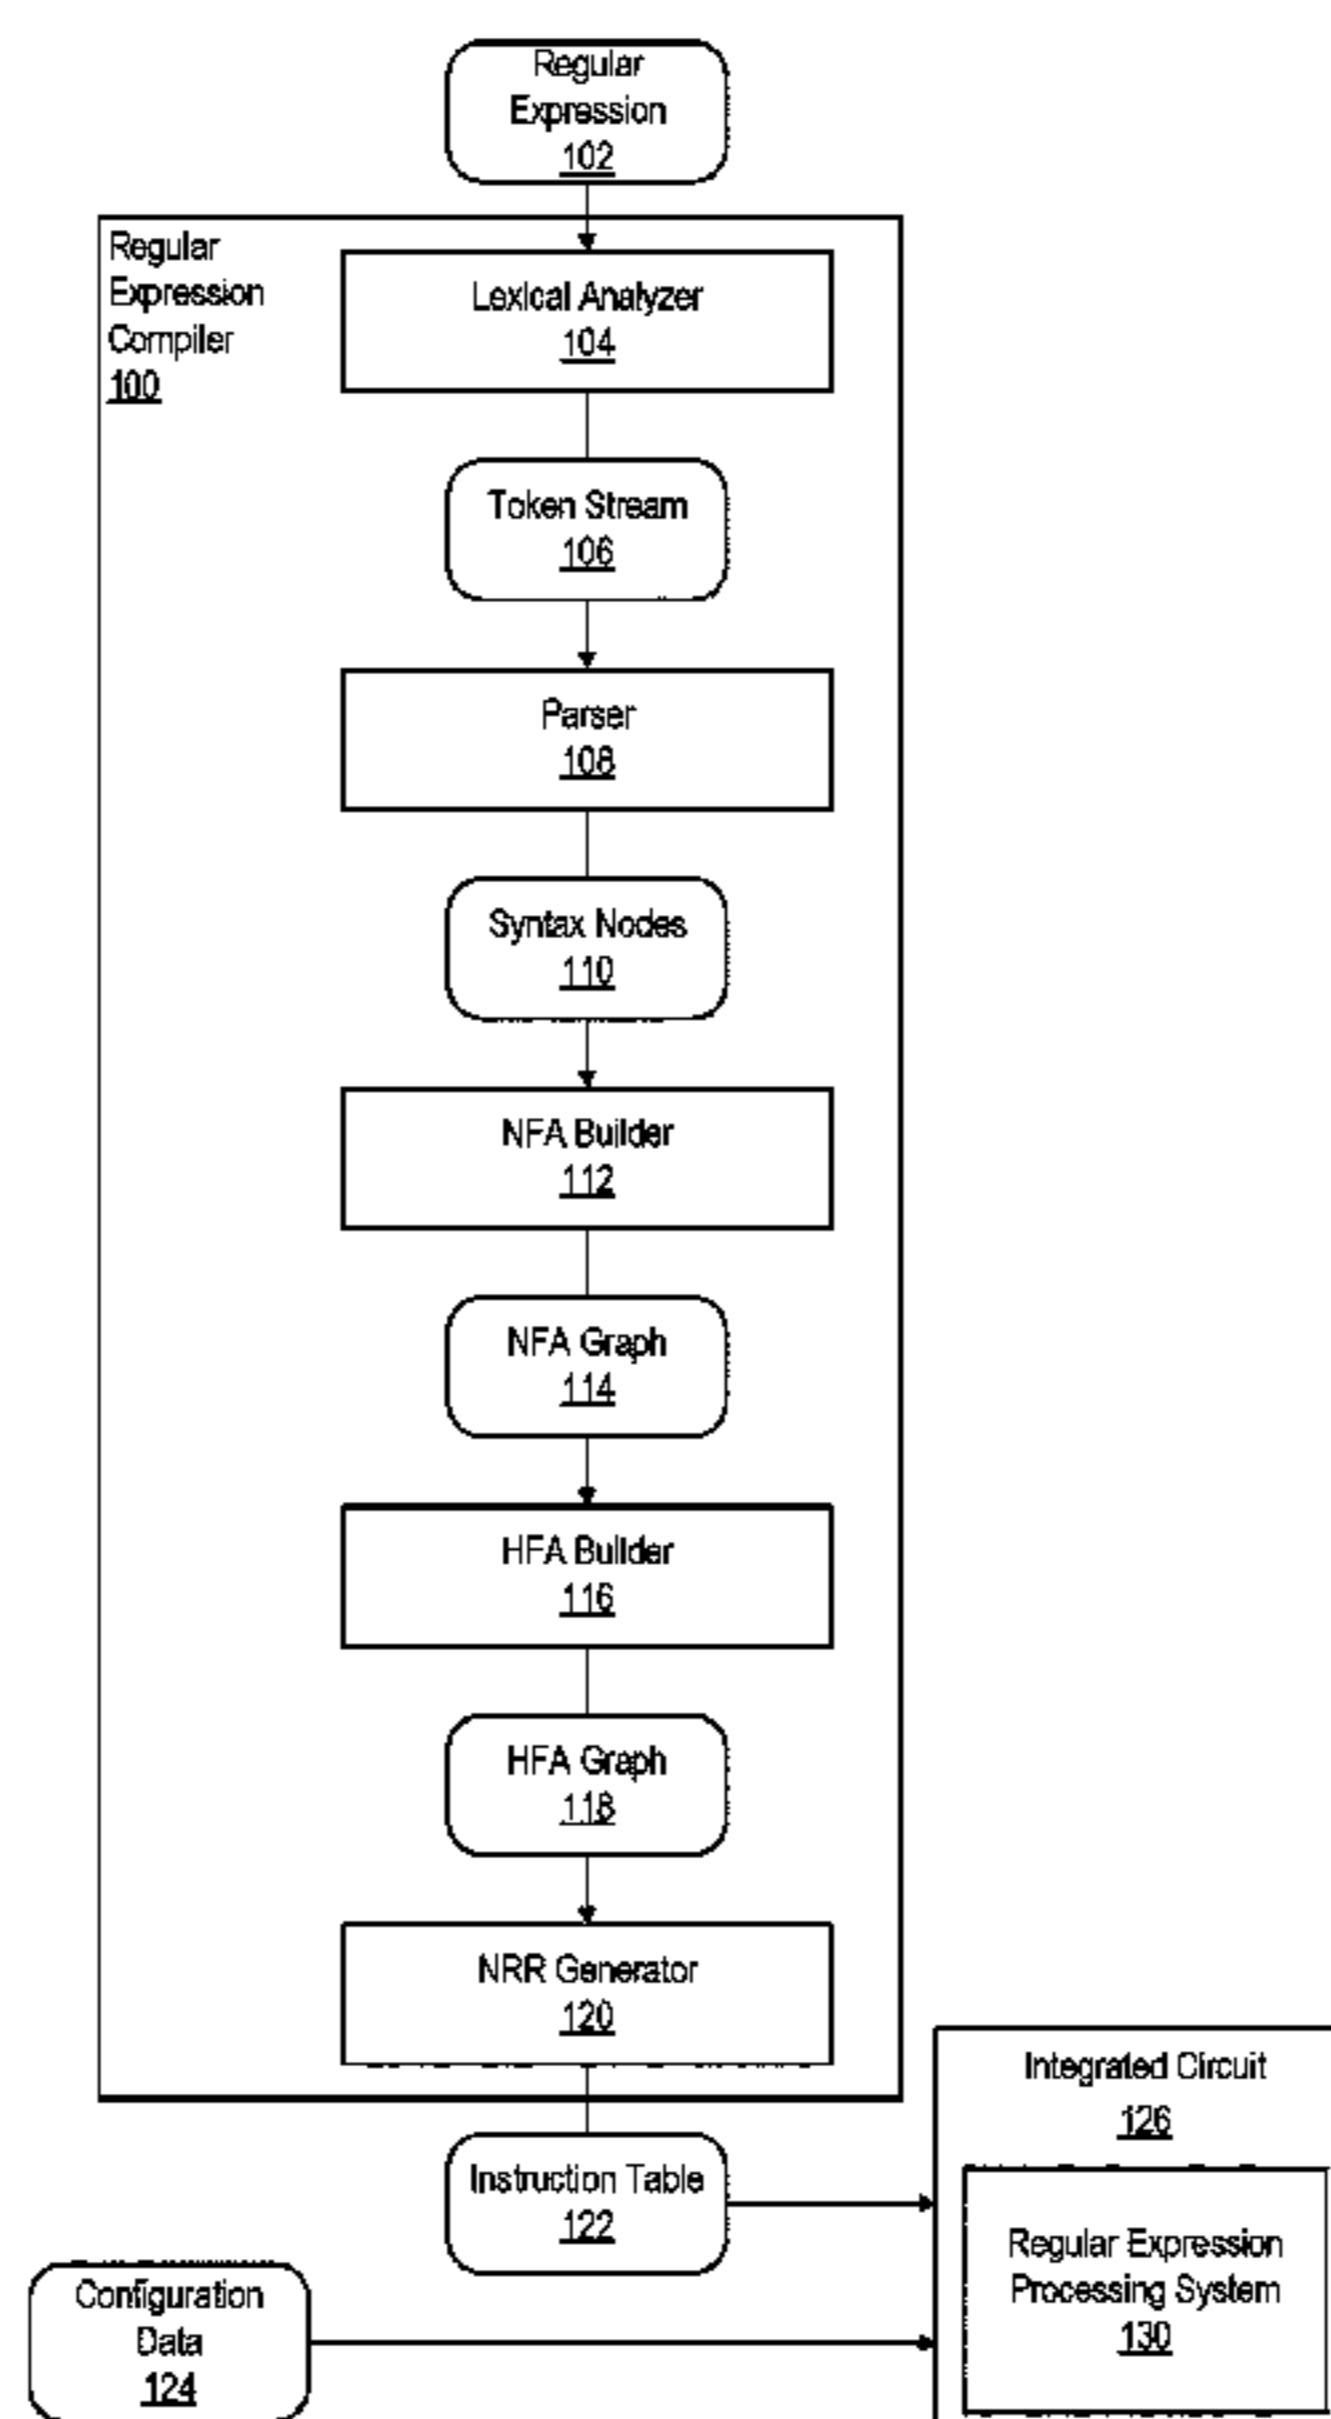 Regular
Expression
102
Regular
Expression
Compiler
100
Lexical Analyzer
104
Token Stream
106
Parser
108
Syntax Nodes
110
NFA Builder
112
NFA Graph
114
HFA Builder
116
HFA Graph
118
NRR Generator
120
Integrated Circuit
126
Instruction Table
122
Regular Expression
Processing System
130
Configuration
Data
124